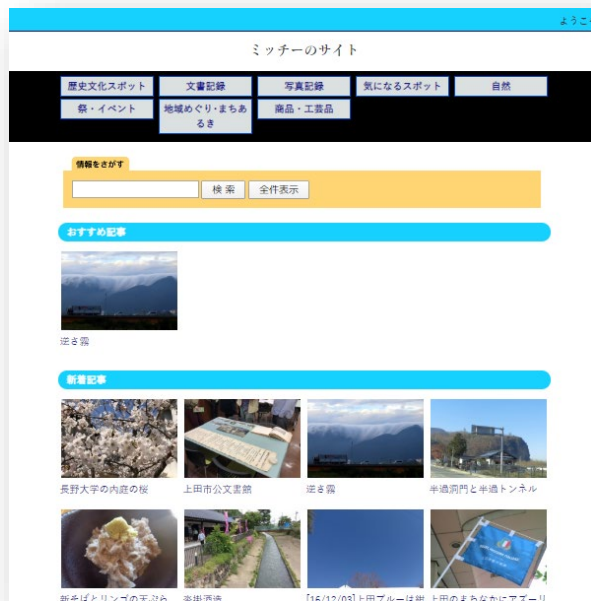 ようこ
ミッチーのサイト
歴史文化スポット
文書記録
写真記録
気になるスポット
自然
祭・イベント
地域めぐり・まちあ
るき
商品・工芸品
情報をさがす
検 索
全件表示
おすすめ記事
逆さ霧
新着記事
長野大学の内庭の桜
上田市公文書館
逆さ霧
半過洞門と半過トンネル
新そばとリンゴの天ぷら
沓掛酒造
[16/12/03]上田ブルーは紺
上田のまちなかにアズーリ